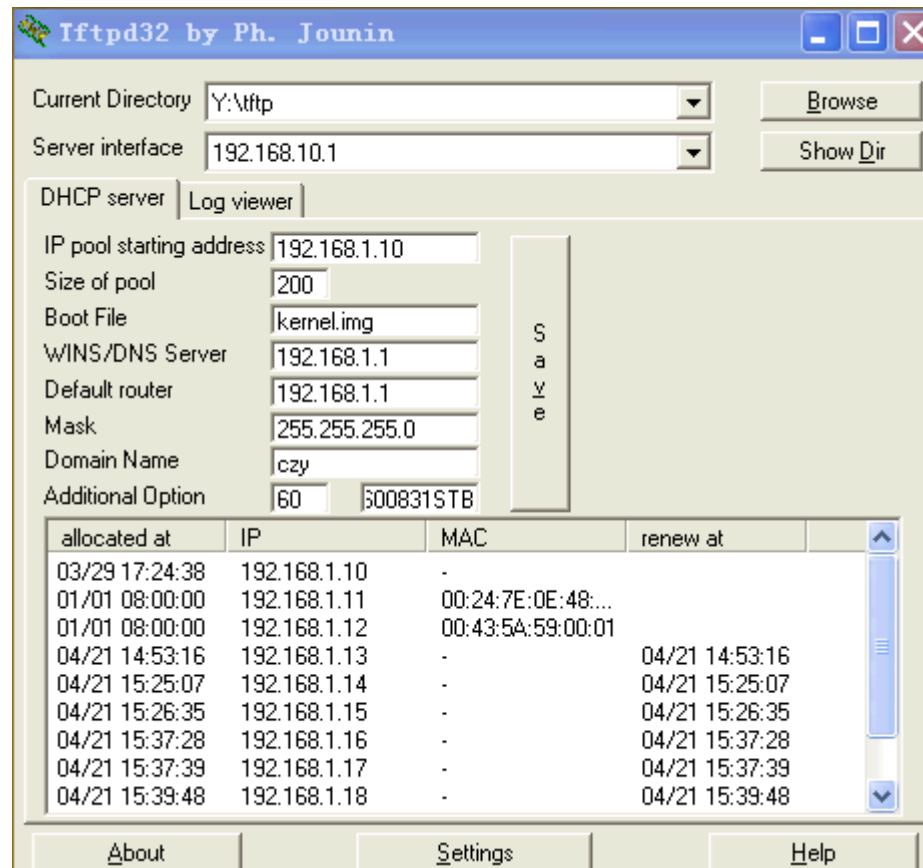 Tftpd32 by Ph. Jounin
Current Directory Y:\tftp Browse
Server interface 192.168.10.1 Show Dir
DHCP server Log viewer
IP pool starting address 192.168.1.10
Size of pool 200
Boot File kernel.img
WINS/DNS Server 192.168.1.1
Default router 192.168.1.1
Mask 255.255.255.0
Domain Name czy
Additional Option 60 S00831STB
Save
allocated at IP MAC renew at
03/29 17:24:38 192.168.1.10 -
01/01 08:00:00 192.168.1.11 00:24:7E:0E:48:...
01/01 08:00:00 192.168.1.12 00:43:5A:59:00:01
04/21 14:53:16 192.168.1.13 - 04/21 14:53:16
04/21 15:25:07 192.168.1.14 - 04/21 15:25:07
04/21 15:26:35 192.168.1.15 - 04/21 15:26:35
04/21 15:37:28 192.168.1.16 - 04/21 15:37:28
04/21 15:37:39 192.168.1.17 - 04/21 15:37:39
04/21 15:39:48 192.168.1.18 - 04/21 15:39:48
About Settings Help